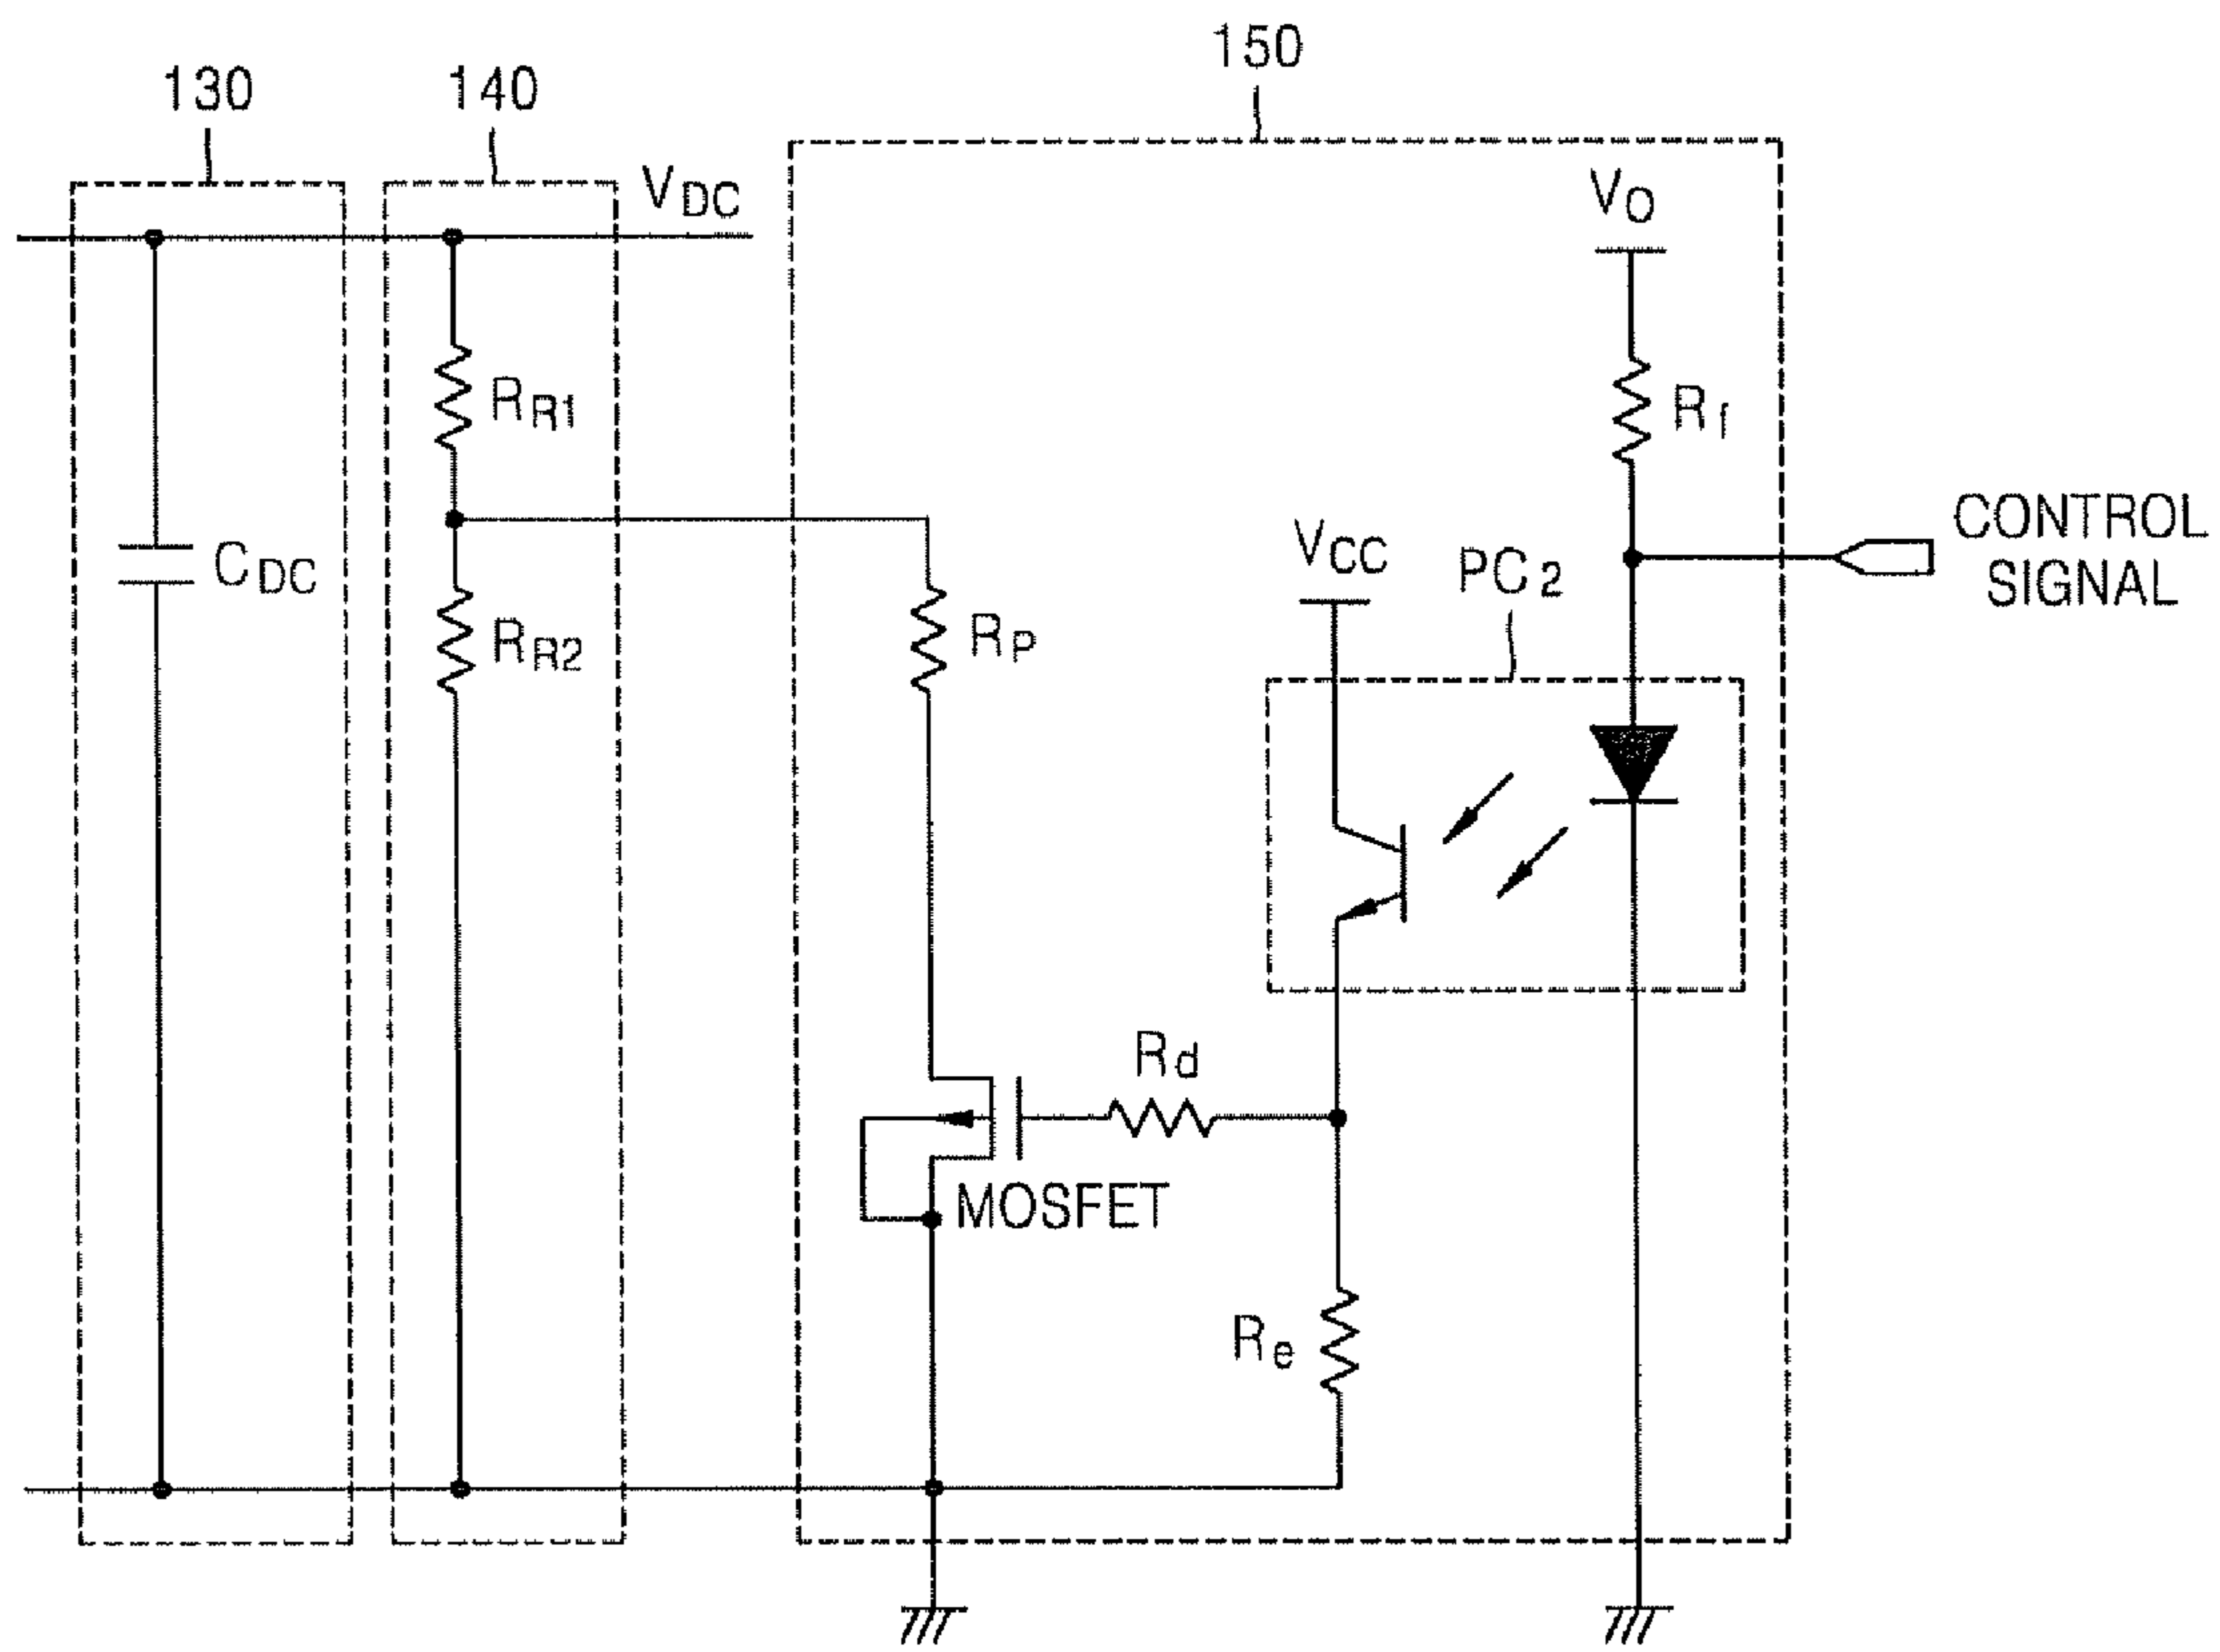 150
130
140
VDC
VO
RR1
Rf
CONTROL
SIGNAL
VCC
PC2
CDC
RR2
RP
Rd
MOSFET
Re